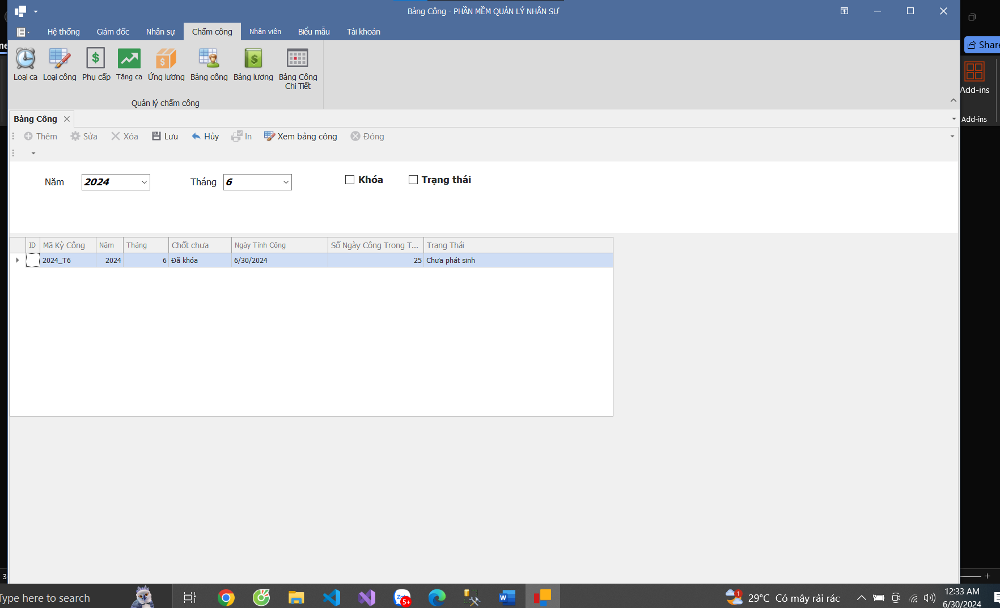 Bảng Công - PHẦN MỀM QUẢN LÝ NHÂN SỰ
Hệ thống Giám đốc Nhân sự Chấm công Nhân viên Biểu mẫu Tài khoản
Share
Loại ca Loại công Phụ cấp Tăng ca Ứng lương Bảng công Bảng lương Bảng Công Chi Tiết
Add-ins
Quản lý chấm công
Add-ins
Bảng Công
Thêm Sửa Xóa Lưu Hủy In Xem bảng công Đóng
Năm 2024 Tháng 6 Khóa Trạng thái
ID Mã Kỳ Công Năm Tháng Chốt chưa Ngày Tính Công Số Ngày Công Trong T... Trạng Thái
2024_T6 2024 6 Đã khóa 6/30/2024 25 Chưa phát sinh
Type here to search
5+
1
29°C Có mây rải rác
12:33 AM
6/30/2024